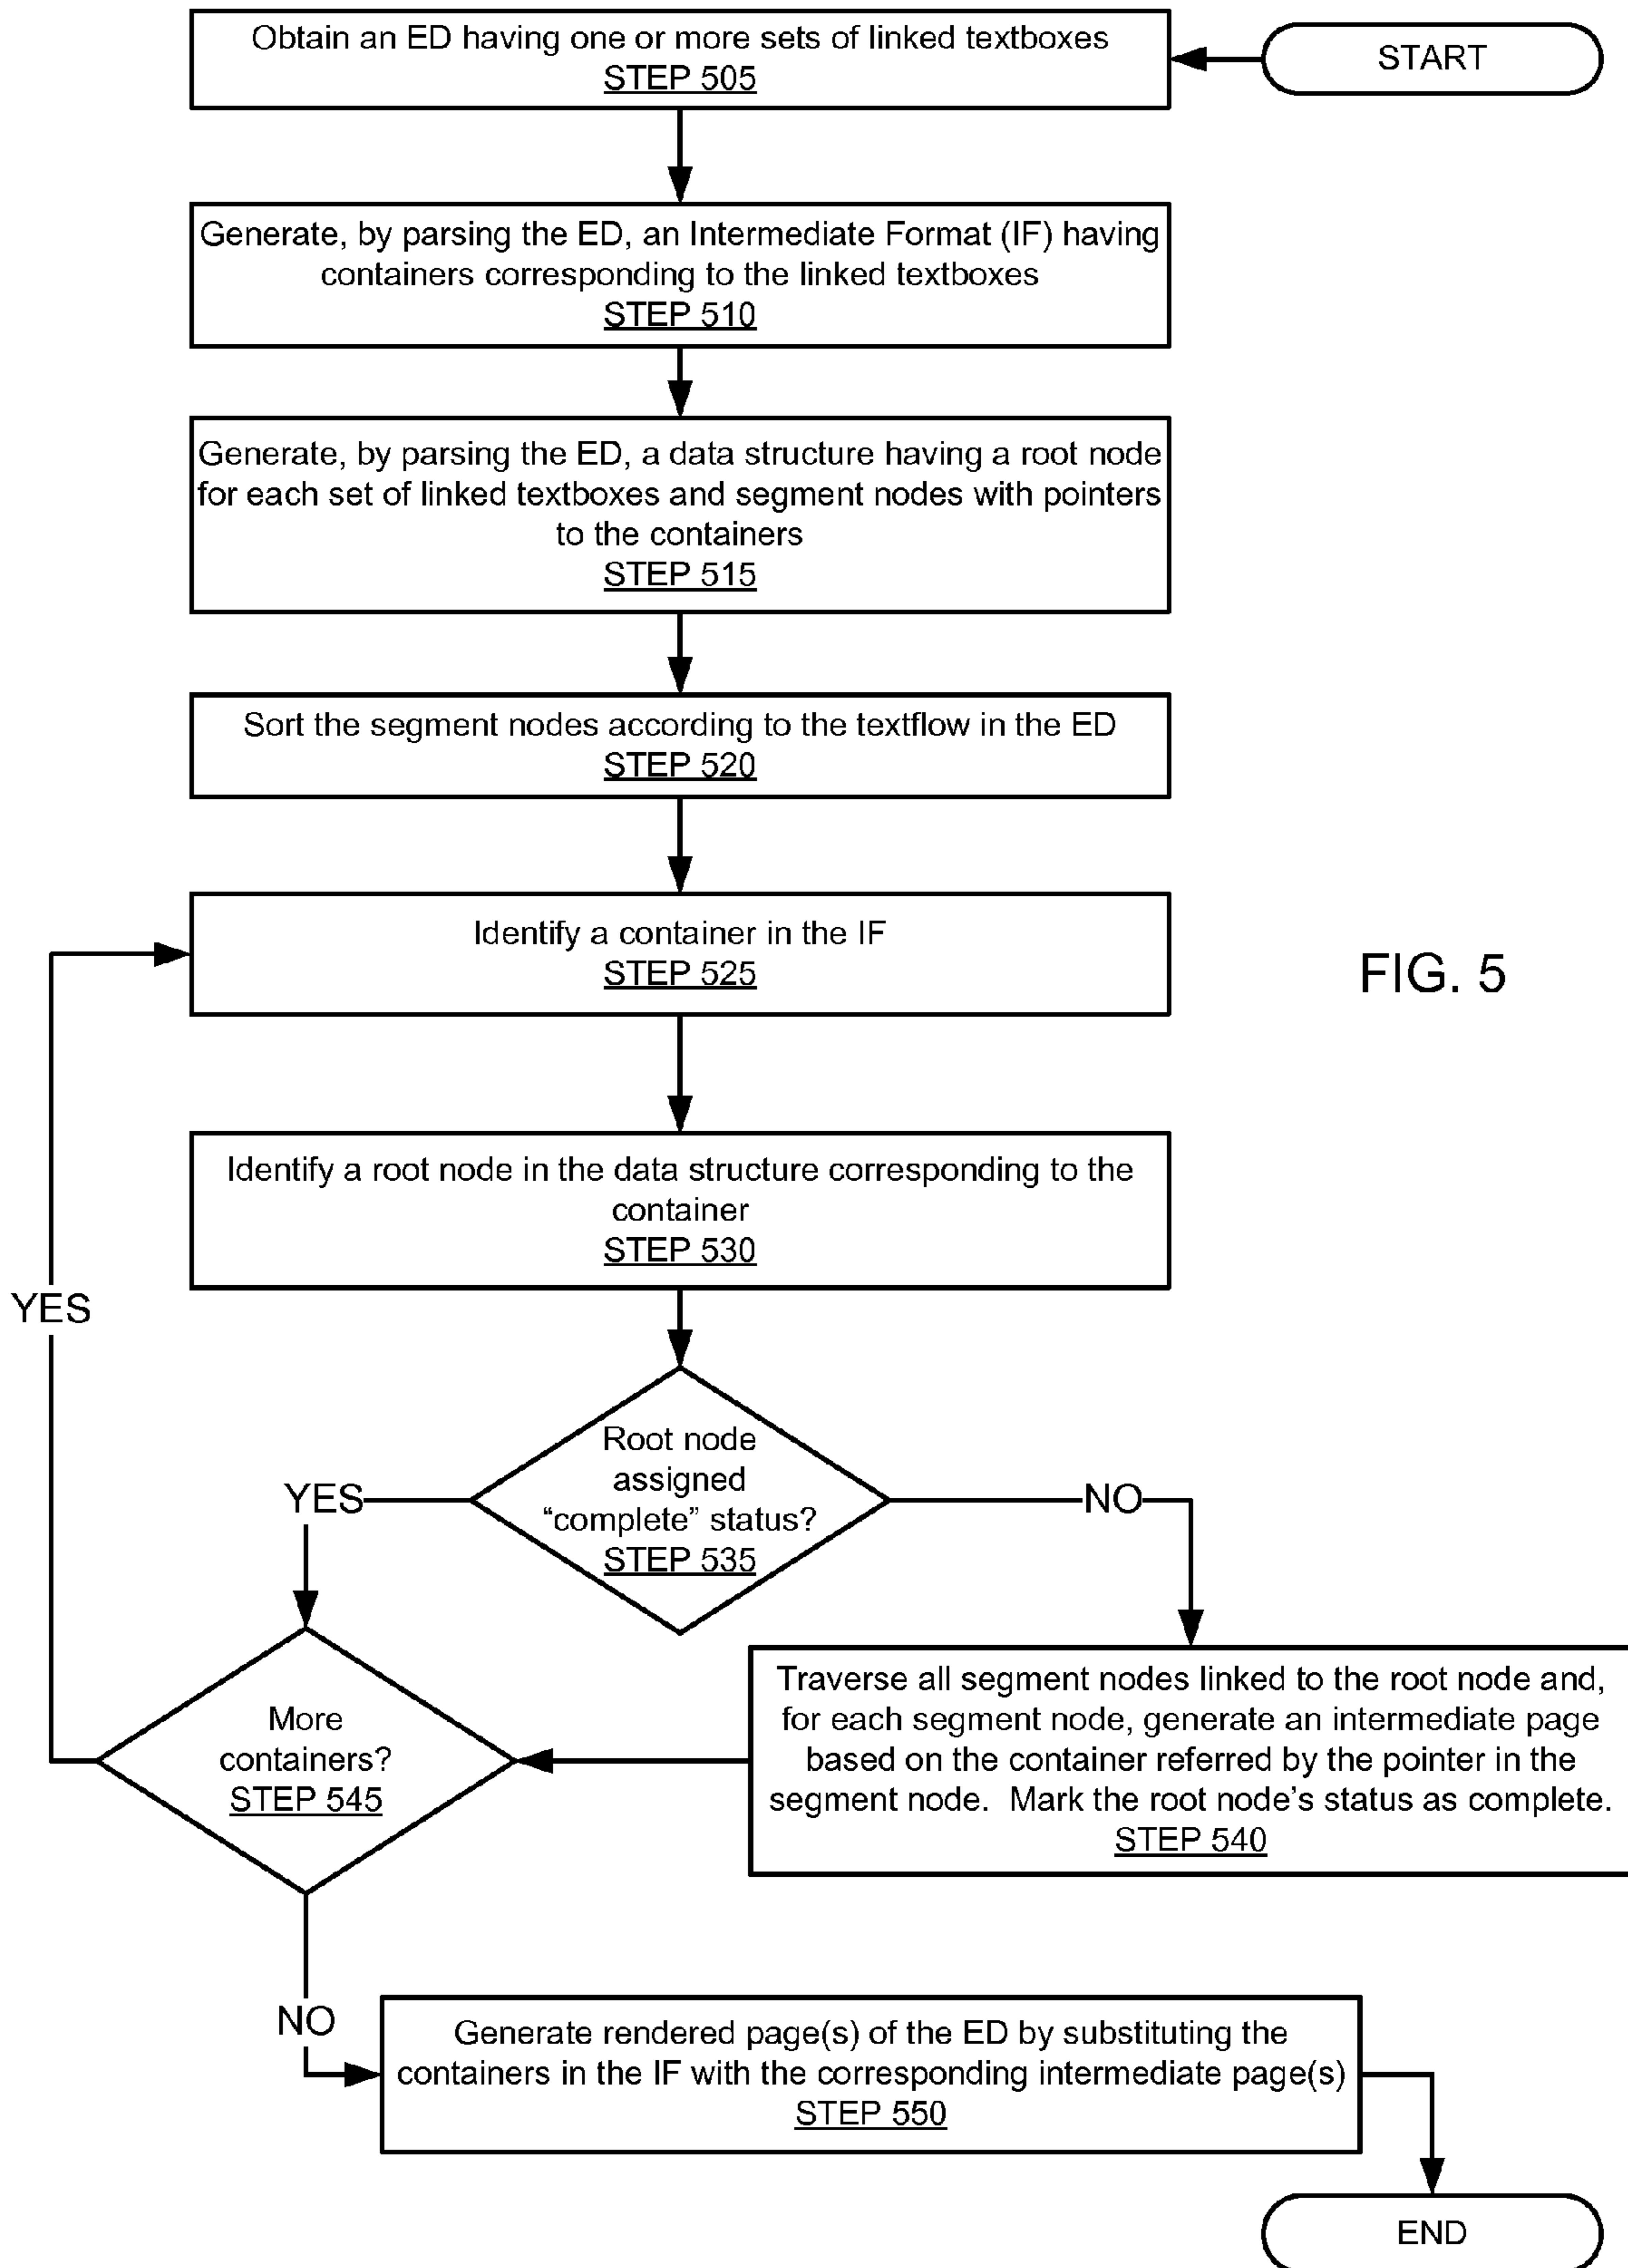 START
Obtain an ED having one or more sets of linked textboxes
STEP 505
Generate, by parsing the ED, an Intermediate Format (IF) having
containers corresponding to the linked textboxes
STEP 510
Generate, by parsing the ED, a data structure having a root node
for each set of linked textboxes and segment nodes with pointers
to the containers
STEP 515
Sort the segment nodes according to the textflow in the ED
STEP 520
Identify a container in the IF
STEP 525
FIG. 5
Identify a root node in the data structure corresponding to the
container
STEP 530
YES
Root node
assigned
“complete” status?
STEP 535
YES
NO
Traverse all segment nodes linked to the root node and,
for each segment node, generate an intermediate page
based on the container referred by the pointer in the
segment node. Mark the root node’s status as complete.
STEP 540
More
containers?
STEP 545
NO
Generate rendered page(s) of the ED by substituting the
containers in the IF with the corresponding intermediate page(s)
STEP 550
END